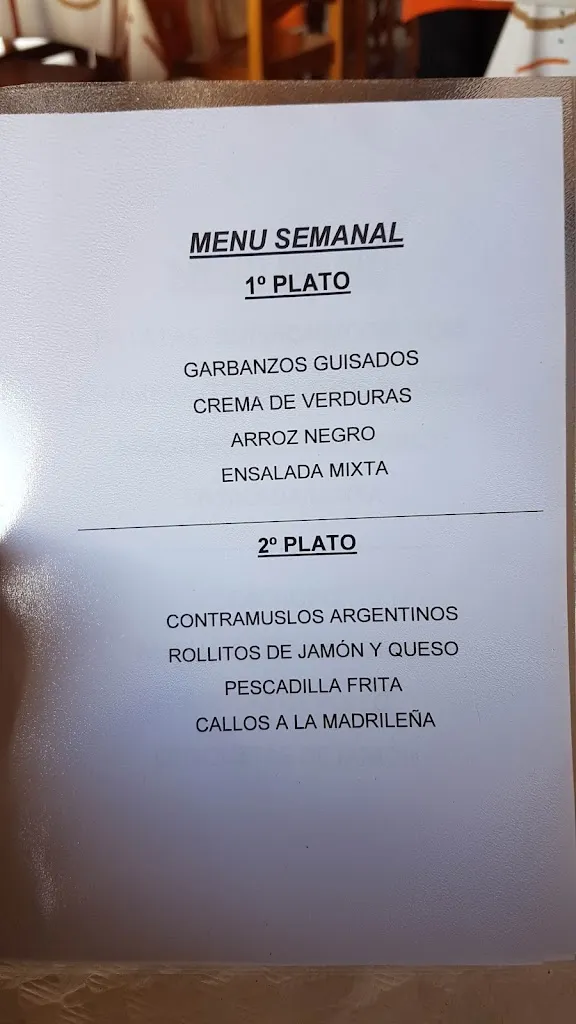 MENU SEMANAL
1º PLATO
GARBANZOS GUISADOS
CREMA DE VERDURAS
ARROZ NEGRO
ENSALADA MIXTA
2º PLATO
CONTRAMUSLOS ARGENTINOS
ROLLITOS DE JAMÓN Y QUESO
PESCADILLA FRITA
CALLOS A LA MADRILEÑA